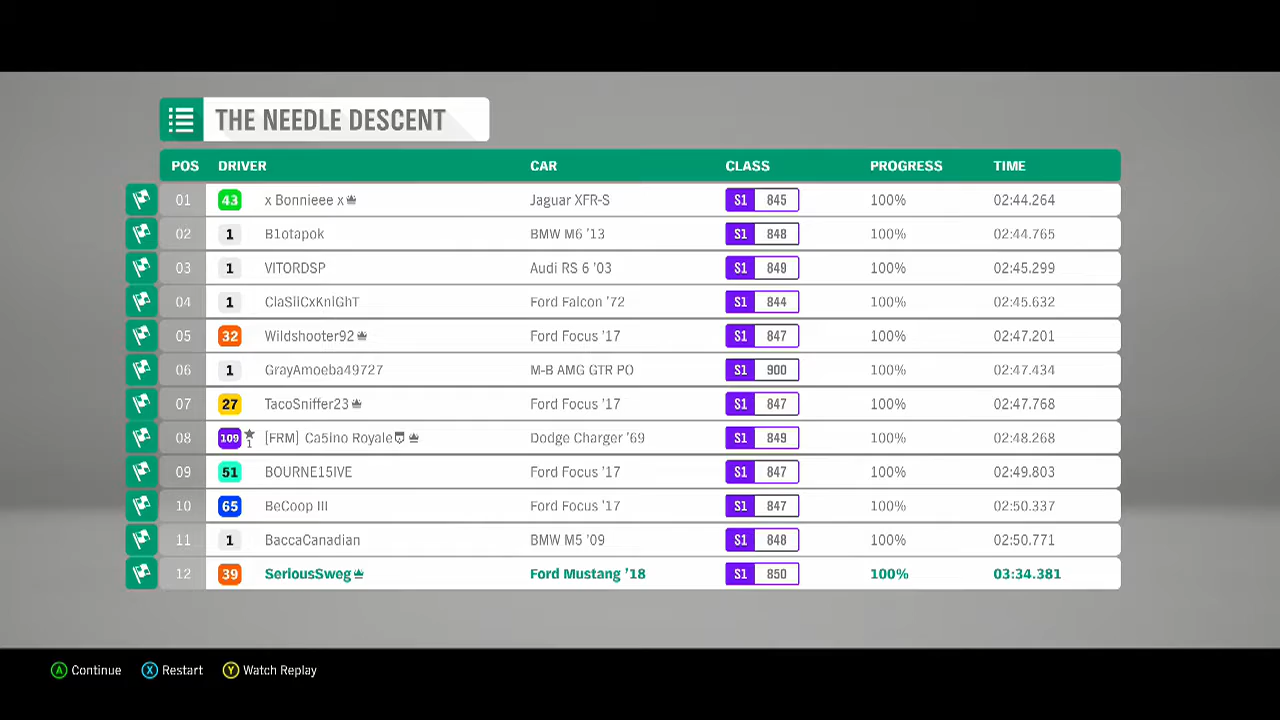 THE NEEDLE DESCENT
POS DRIVER CAR CLASS PROGRESS TIME
01 43 x Bonnieee x Jaguar XFR-S S1 845 100% 02:44.264
02 1 B1otapok BMW M6 '13 S1 848 100% 02:44.765
03 1 VITORDSP Audi RS 6 '03 S1 849 100% 02:45.299
04 1 ClaSiiCxKnIGhT Ford Falcon '72 S1 844 100% 02:45.632
05 32 Wildshooter92 Ford Focus '17 S1 847 100% 02:47.201
06 1 GrayAmoeba49727 M-B AMG GTR PO S1 900 100% 02:47.434
07 27 TacoSniffer23 Ford Focus '17 S1 847 100% 02:47.768
08 109 1 [FRM] Ca5ino Royale Dodge Charger '69 S1 849 100% 02:48.268
09 51 BOURNE15IVE Ford Focus '17 S1 847 100% 02:49.803
10 65 BeCoop III Ford Focus '17 S1 847 100% 02:50.337
11 1 BaccaCanadian BMW M5 '09 S1 848 100% 02:50.771
12 39 SeriousSweg Ford Mustang '18 S1 850 100% 03:34.381
A Continue X Restart Y Watch Replay